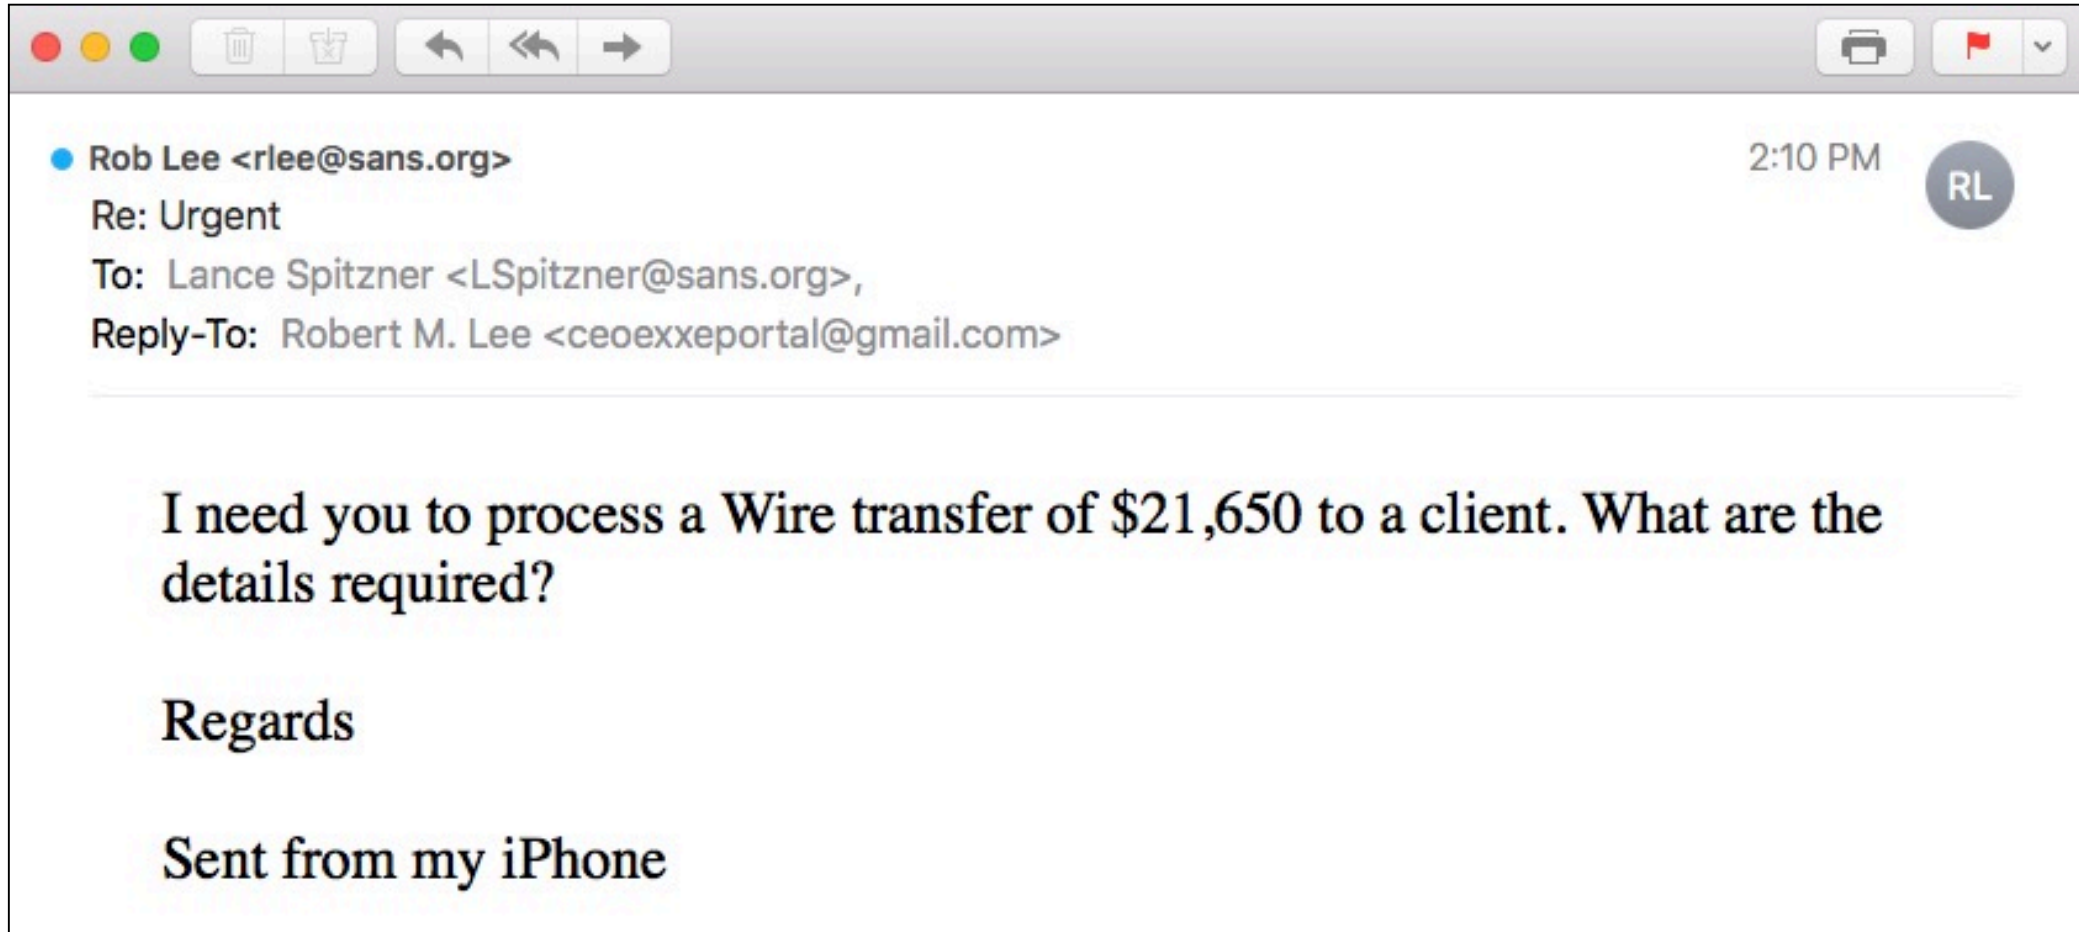 Rob Lee <rlee@sans.org>
2:10 PM
RL
Re: Urgent
To: Lance Spitzner <LSpitzner@sans.org>,
Reply-To: Robert M. Lee <ceoexxeportal@gmail.com>
I need you to process a Wire transfer of $21,650 to a client. What are the
details required?
Regards
Sent from my iPhone